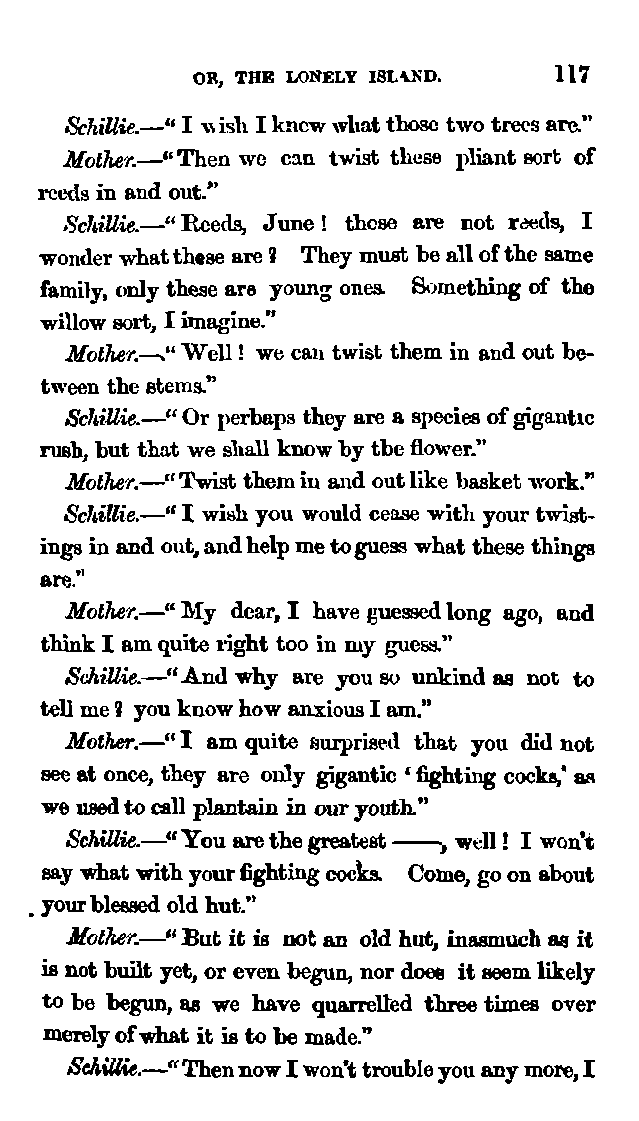 OR, THE LONELY ISLAND. 117
Schillie.—“ I wish I knew what those two trees are.”
Mother.—“Then we can twist these pliant sort of
reeds in and out.”
Schillie.—“ Reeds, June ! those are not reeds, I
wonder what these are ? They must be all of the same
family, only these are young ones. Something of the
willow sort, I imagine.”
Mother.—“ Well ! we can twist them in and out be-
tween the stems.”
Schillie.—“ Or perhaps they are a species of gigantic
rush, but that we shall know by the flower.”
Mother.—“Twist them in and out like basket work.”
Schillie.—“ I wish you would cease with your twist-
ings in and out, and help me to guess what these things
are.”
Mother.—“ My dear, I have guessed long ago, and
think I am quite right too in my guess.”
Schillie.—“And why are you so unkind as not to
tell me ? you know how anxious I am.”
Mother.—“I am quite surprised that you did not
see at once, they are only gigantic ‘ fighting cocks,’ as
we used to call plantain in our youth.”
Schillie.—“You are the greatest ——, well ! I won’t
say what with your fighting cocks. Come, go on about
your blessed old hut.”
Mother.—“ But it is not an old hut, inasmuch as it
is not built yet, or even begun, nor does it seem likely
to be begun, as we have quarrelled three times over
merely of what it is to be made.”
Schillie.—“Then now I won’t trouble you any more, I